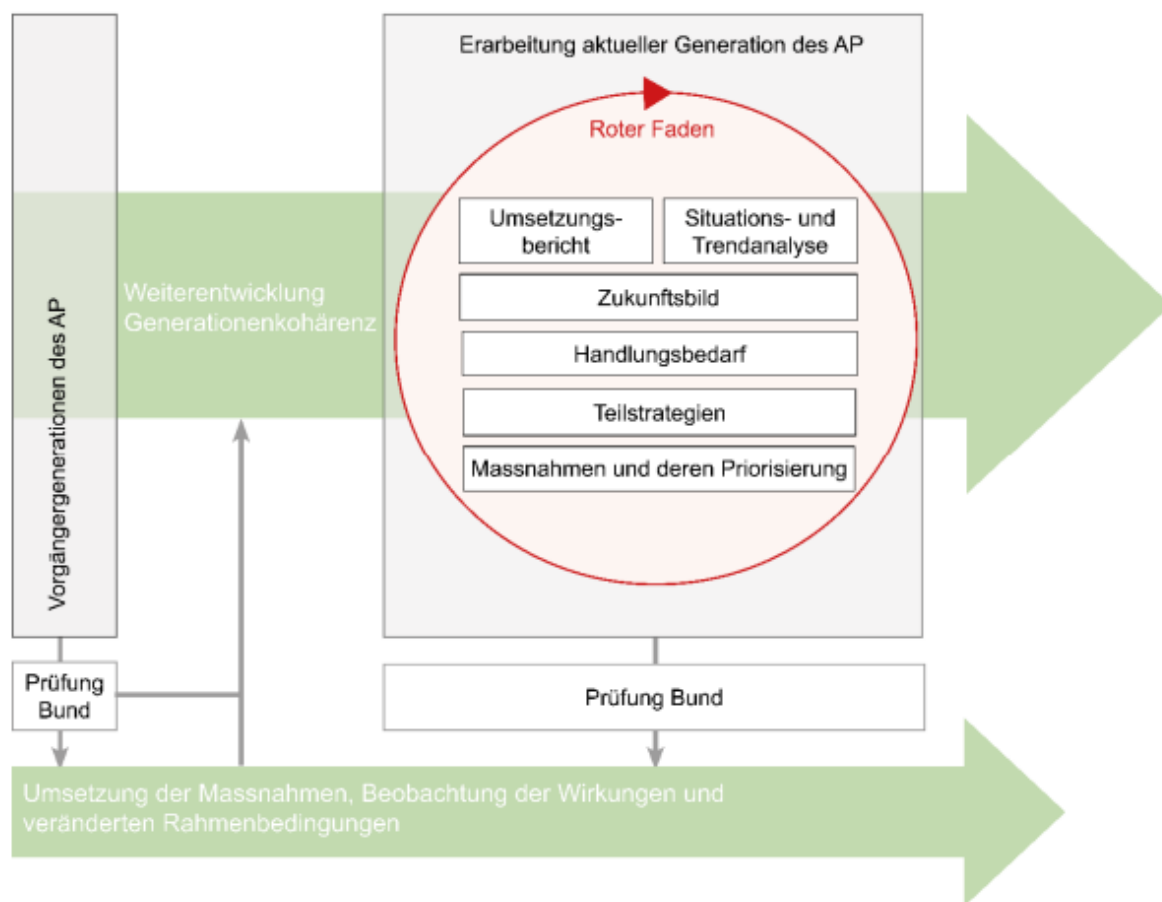 Erarbeitung aktueller Generation des AP
Roter Faden
Umsetzungs-
bericht
Situations- und
Trendanalyse
Zukunftsbild
Handlungsbedarf
Teilstrategien
Massnahmen und deren Priorisierung
Weiterentwicklung
Generationenkohärenz
Vorgängergenerationen des AP
Prüfung
Bund
Prüfung Bund
Umsetzung der Massnahmen, Beobachtung der Wirkungen und
veränderten Rahmenbedingungen